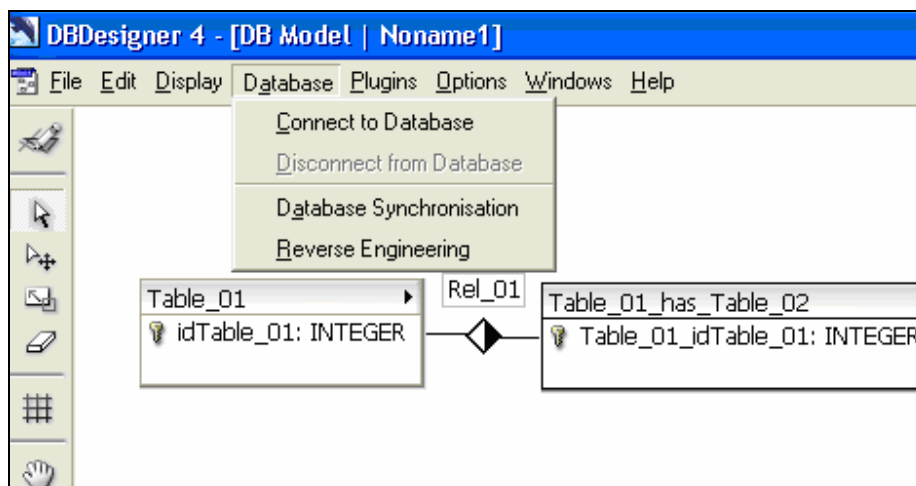 DBDesigner 4 - [DB Model | Noname1]
File Edit Display Database Plugins Options Windows Help
Connect to Database
Disconnect from Database
Database Synchronisation
Reverse Engineering
Rel_01
Table_01
idTable_01: INTEGER
Table_01_has_Table_02
Table_01_idTable_01: INTEGER